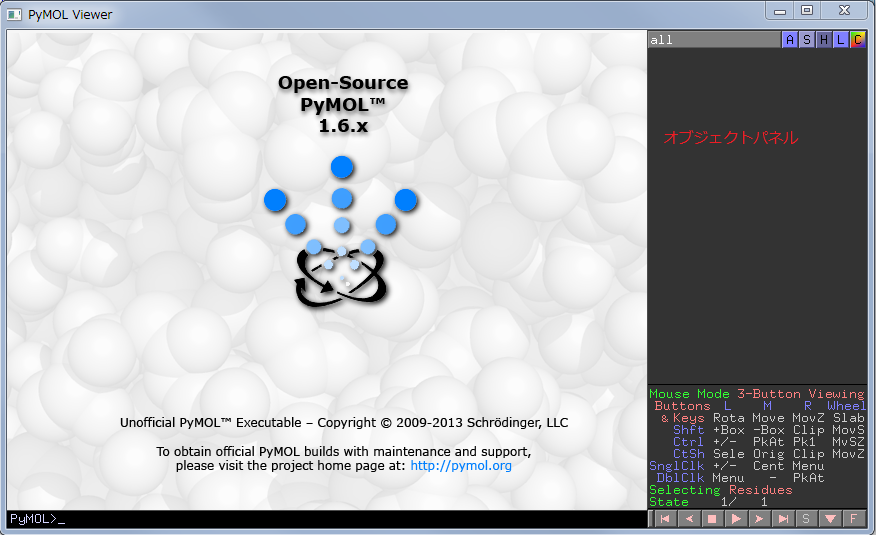 PyMOL Viewer
Open-Source
PyMOL™
1.6.x
Unofficial PyMOL™ Executable – Copyright © 2009-2013 Schrödinger, LLC
To obtain official PyMOL builds with maintenance and support,
please visit the project home page at: http://pymol.org
PyMOL>_
all A S H L C
オブジェクトパネル
Mouse Mode 3-Button Viewing
Buttons L M R Wheel
& Keys Rota Move MovZ Slab
Shft +Box -Box Clip MovS
Ctrl +/- PkAt Pk1 MvSZ
CtSh Sele Orig Clip MovZ
SnglClk +/- Cent Menu
DblClk Menu - PkAt
Selecting Residues
State 1/ 1
S F